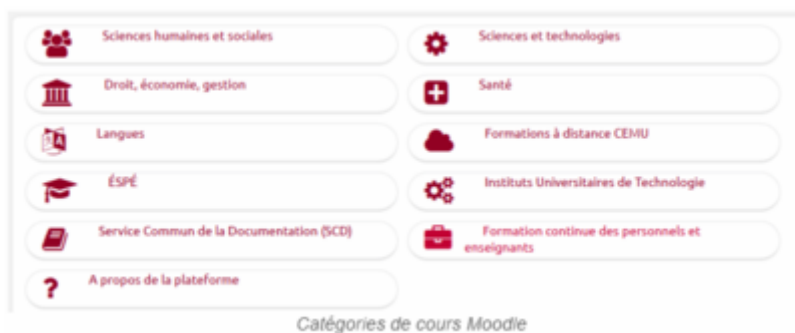 Sciences humaines et sociales
Sciences et technologies
Droit, économie, gestion
Santé
Langues
Formations à distance CEMU
ÉSPÉ
Instituts Universitaires de Technologie
Service Commun de la Documentation (SCD)
Formation continue des personnels et
enseignants
A propos de la plateforme
Catégories de cours Moodle